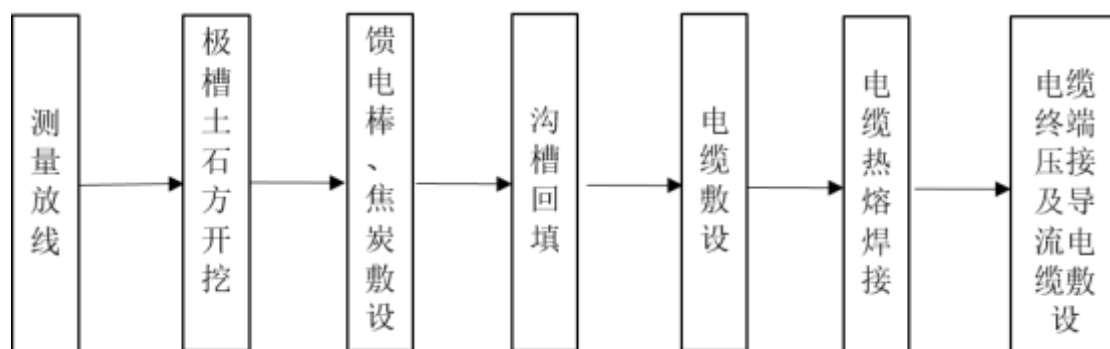 测量放线
极槽土石方开挖
馈电棒、焦炭敷设
沟槽回填
电缆敷设
电缆热熔焊接
电缆
终端
压接
及导
流电
缆敷
设